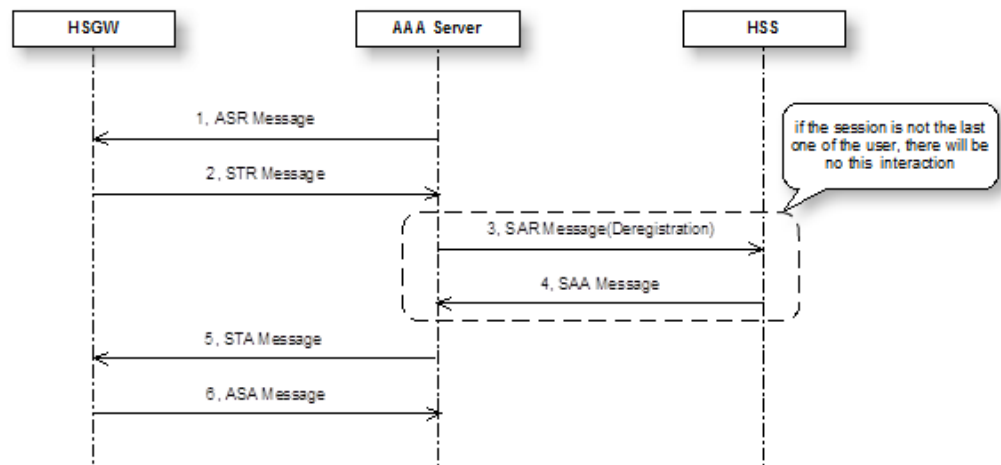 HSGW
AAA Server
HSS
1, ASR Message
if the session is not the last
one of the user, there will be
no this interaction
2, STR Message
3, SAR Message(Deregistration)
4, SAA Message
5, STA Message
6, ASA Message